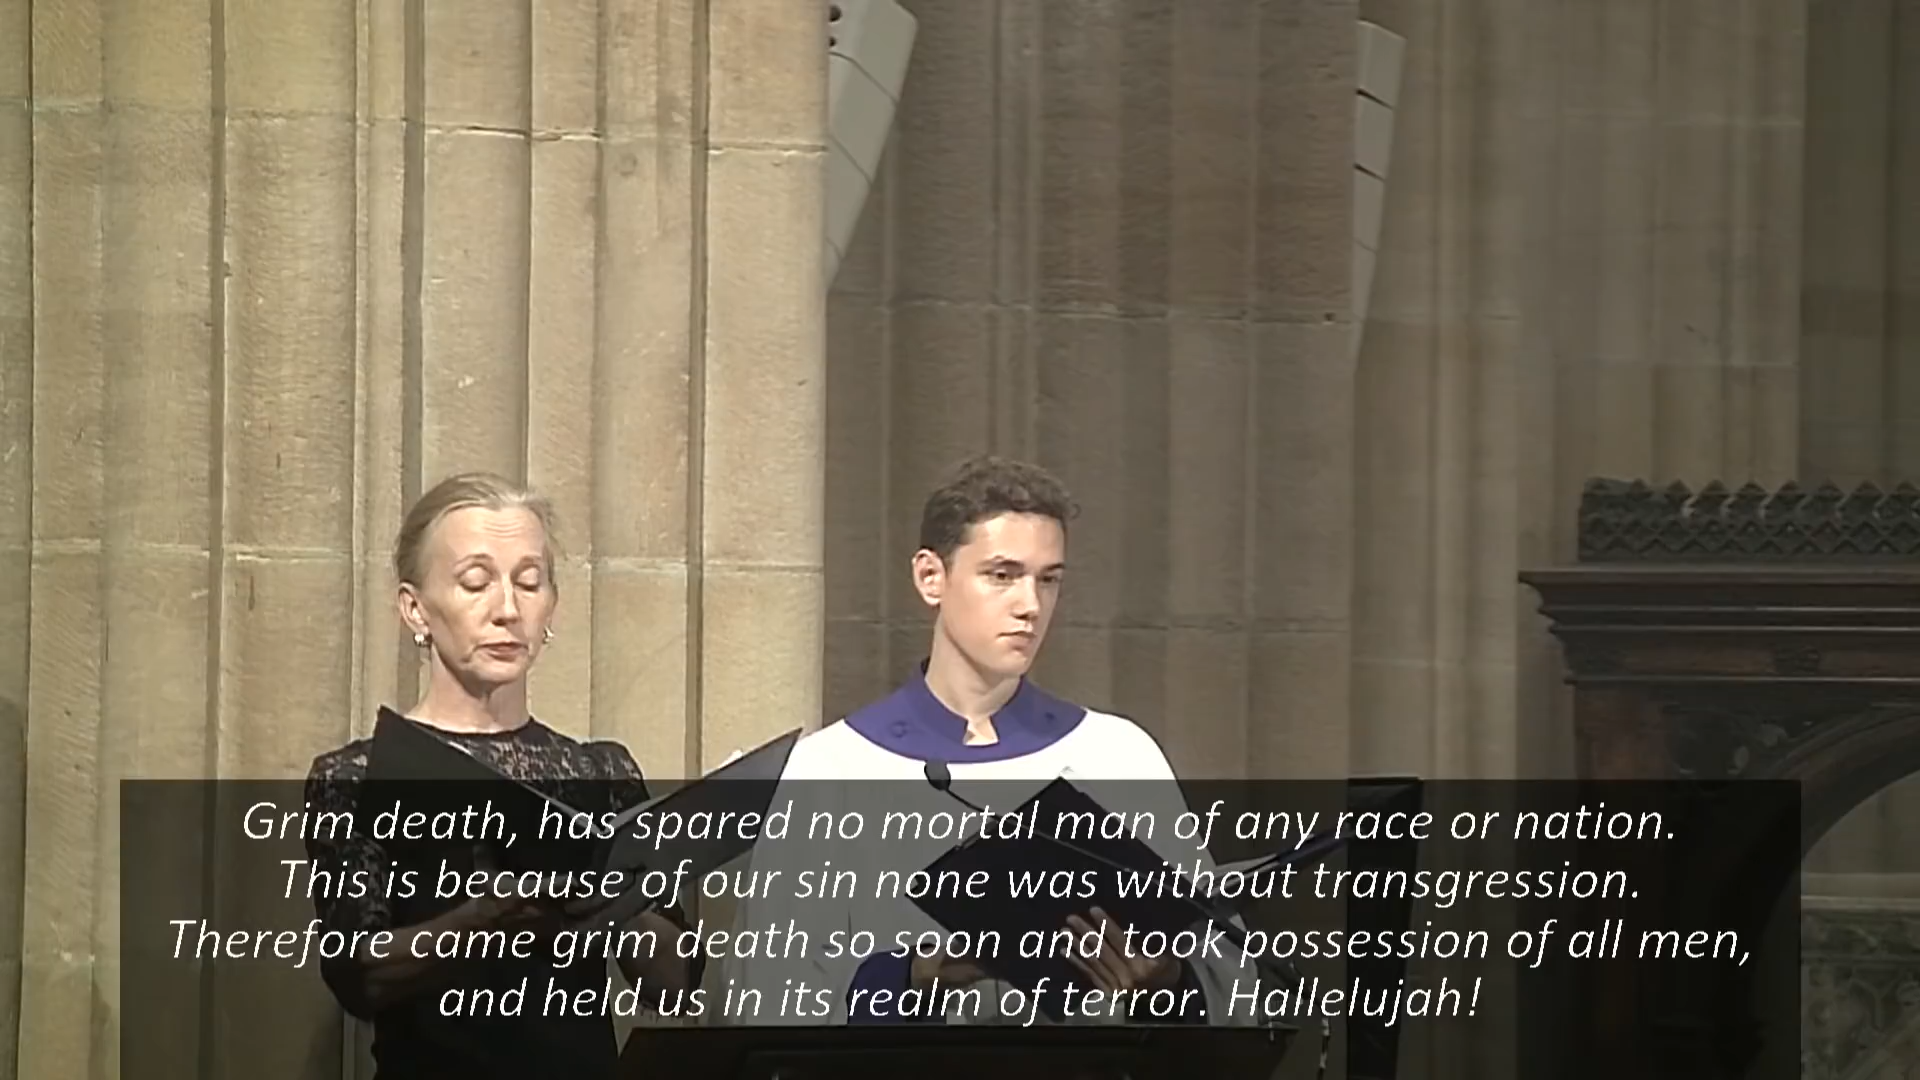 Grim death, has spared no mortal man of any race or nation.
This is because of our sin none was without transgression.
Therefore came grim death so soon and took possession of all men,
and held us in its realm of terror. Hallelujah!